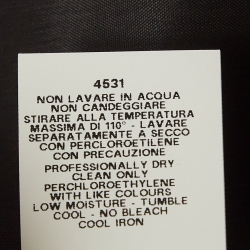 4531
NON LAVARE IN ACQUA
NON CANDEGGIARE
STIRARE ALLA TEMPERATURA
MASSIMA DI 110° - LAVARE
SEPARATAMENTE A SECCO
CON PERCLOROETILENE
CON PRECAUZIONE
PROFESSIONALLY DRY
CLEAN ONLY
PERCHLOROETHYLENE
WITH LIKE COLOURS
LOW MOISTURE - TUMBLE
COOL - NO BLEACH
COOL IRON